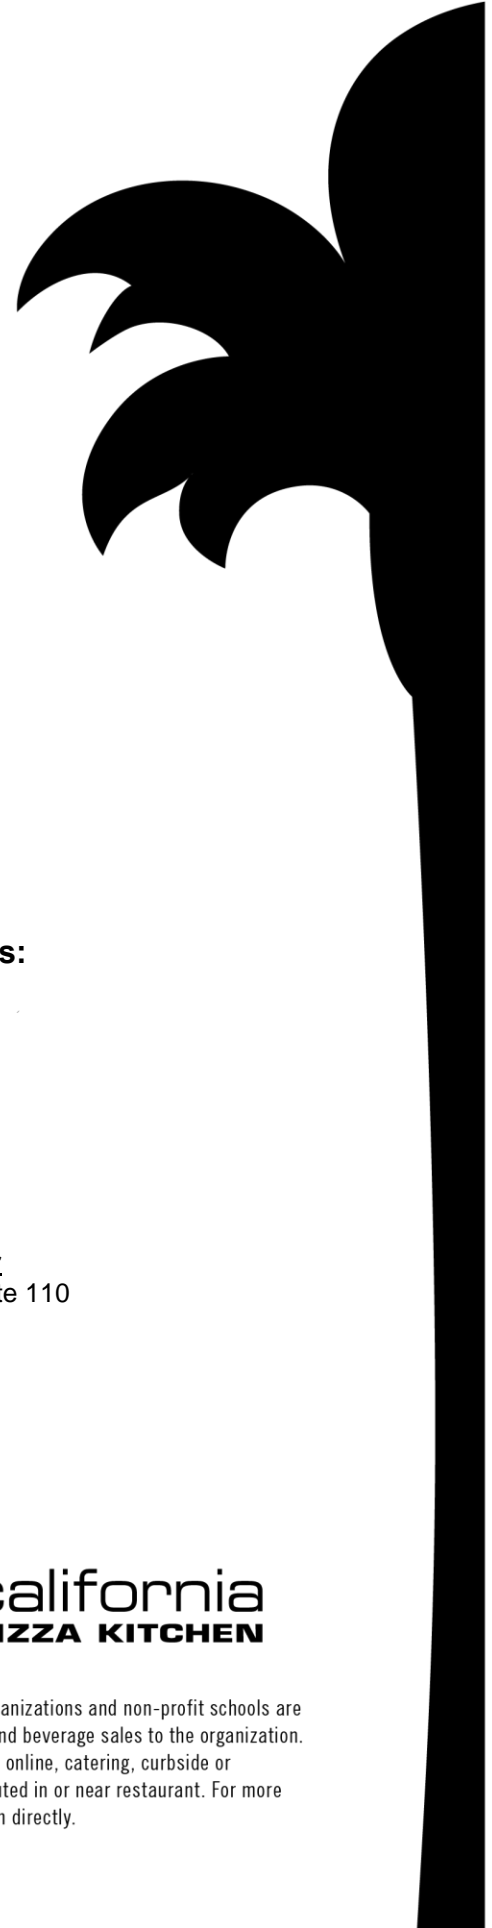 s:
te 110
california
IZZA KITCHEN
anizations and non-profit schools are
nd beverage sales to the organization.
online, catering, curbside or
uted in or near restaurant. For more
n directly.